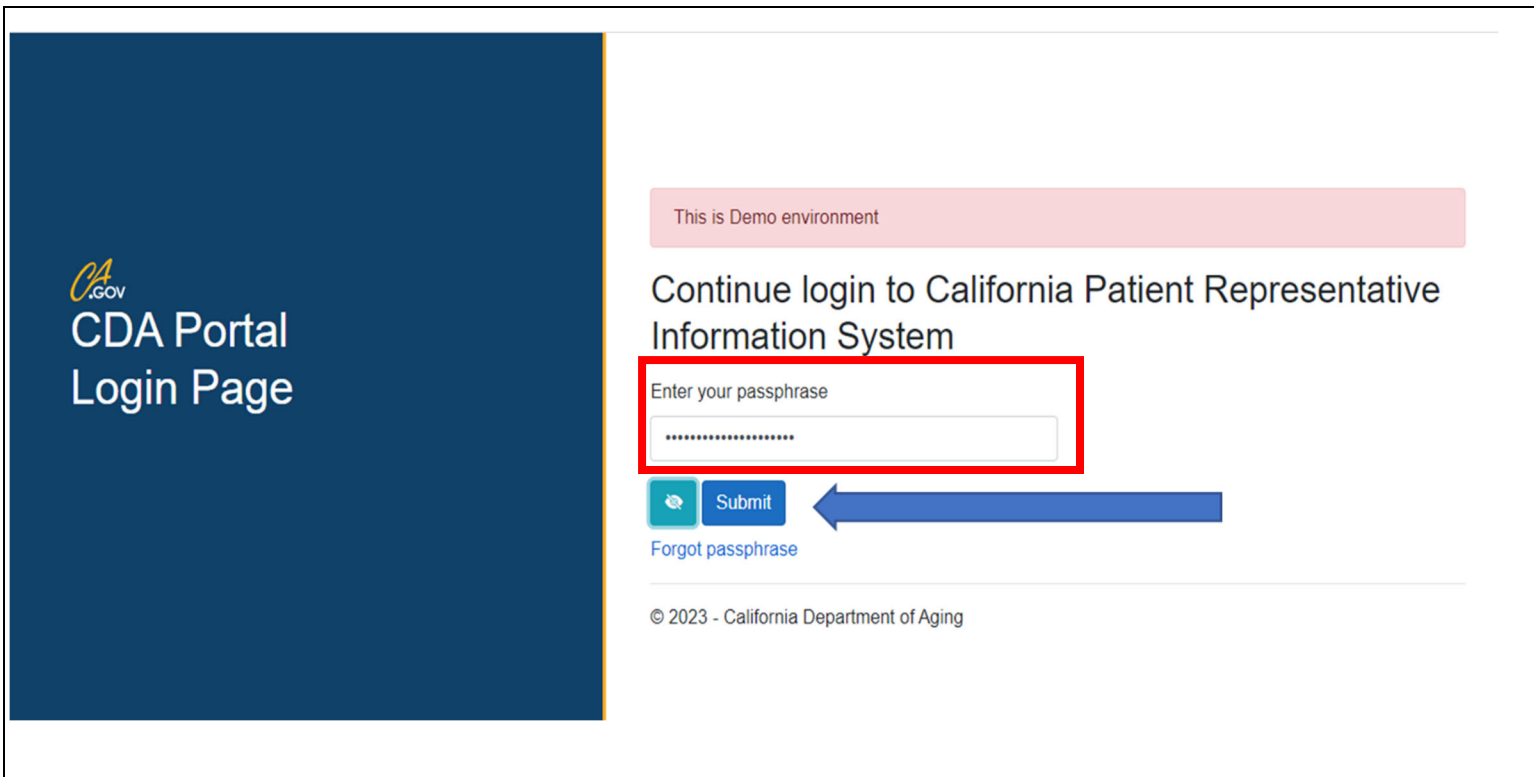 CA
.GOV
CDA Portal
Login Page
This is Demo environment
Continue login to California Patient Representative
Information System
Enter your passphrase
•••••••••••••••••••••
Submit
Forgot passphrase
© 2023 - California Department of Aging